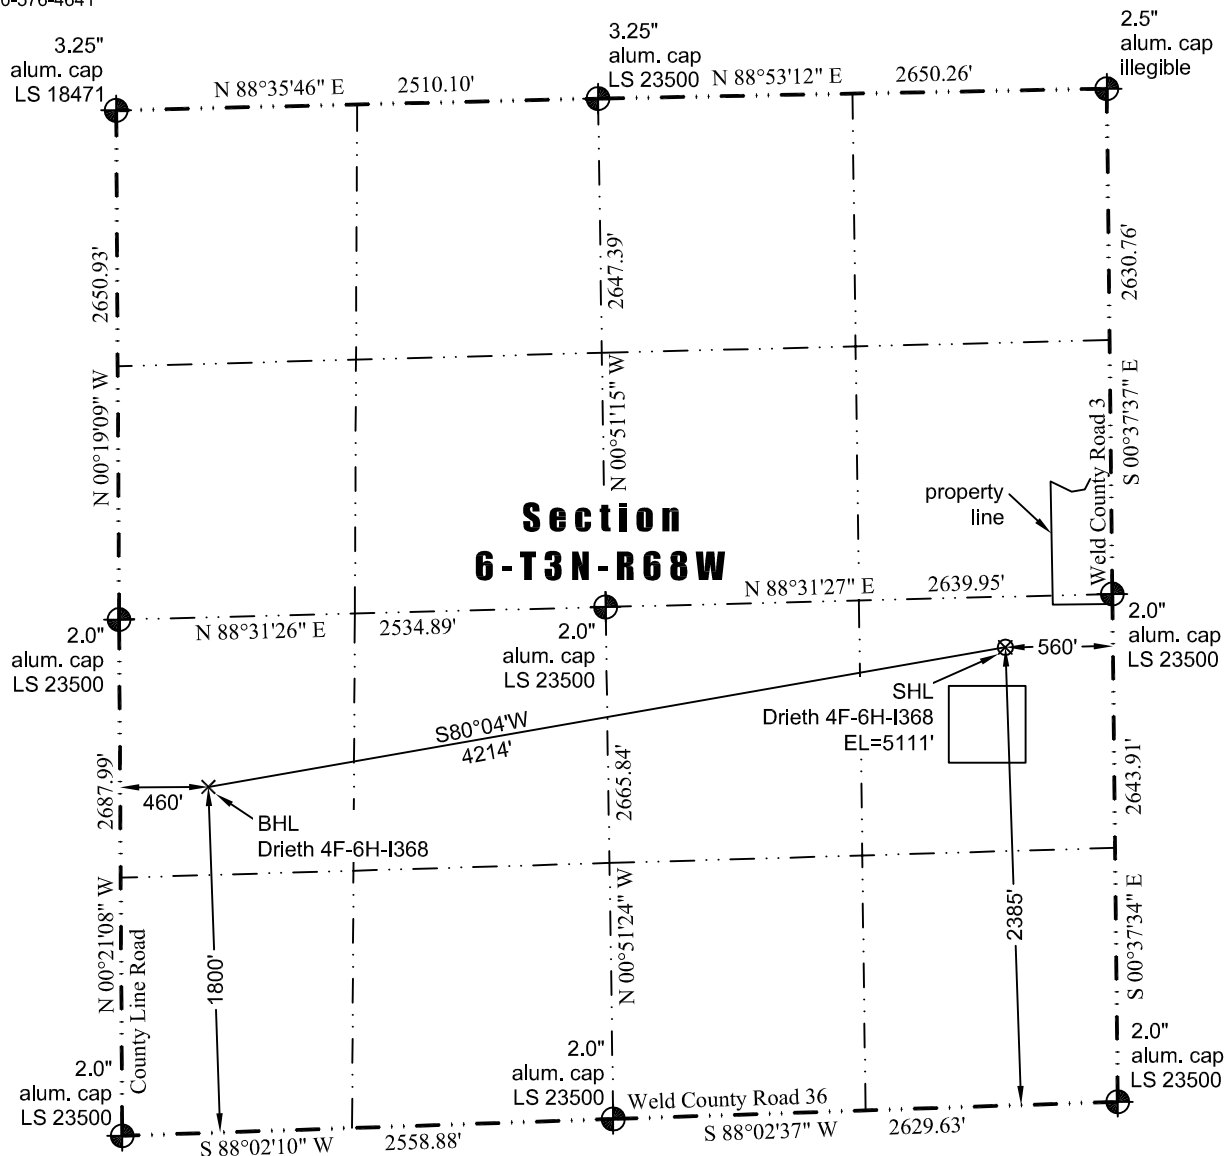 3.25"
alum. cap
LS 18471
N 88°35'46" E
2510.10'
3.25"
alum. cap
LS 23500
N 88°53'12" E
2650.26'
2.5"
alum. cap
illegible
2650.93'
2647.39'
2630.76'
N 00°19'09" W
N 00°51'15" W
S 00°37'37" E
Weld County Road 3
property
line
Section
6-T3N-R68W
N 88°31'26" E
2534.89'
N 88°31'27" E
2639.95'
2.0"
alum. cap
LS 23500
2.0"
alum. cap
LS 23500
2.0"
alum. cap
LS 23500
560'
SHL
Drieth 4F-6H-I368
EL=5111'
S80°04'W
4214'
460'
BHL
Drieth 4F-6H-I368
2687.99'
2665.84'
2643.91'
N 00°21'08" W
County Line Road
1800'
N 00°51'24" W
2385'
S 00°37'34" E
2.0"
alum. cap
LS 23500
2.0"
alum. cap
LS 23500
2.0"
alum. cap
LS 23500
Weld County Road 36
S 88°02'10" W
2558.88'
S 88°02'37" W
2629.63'